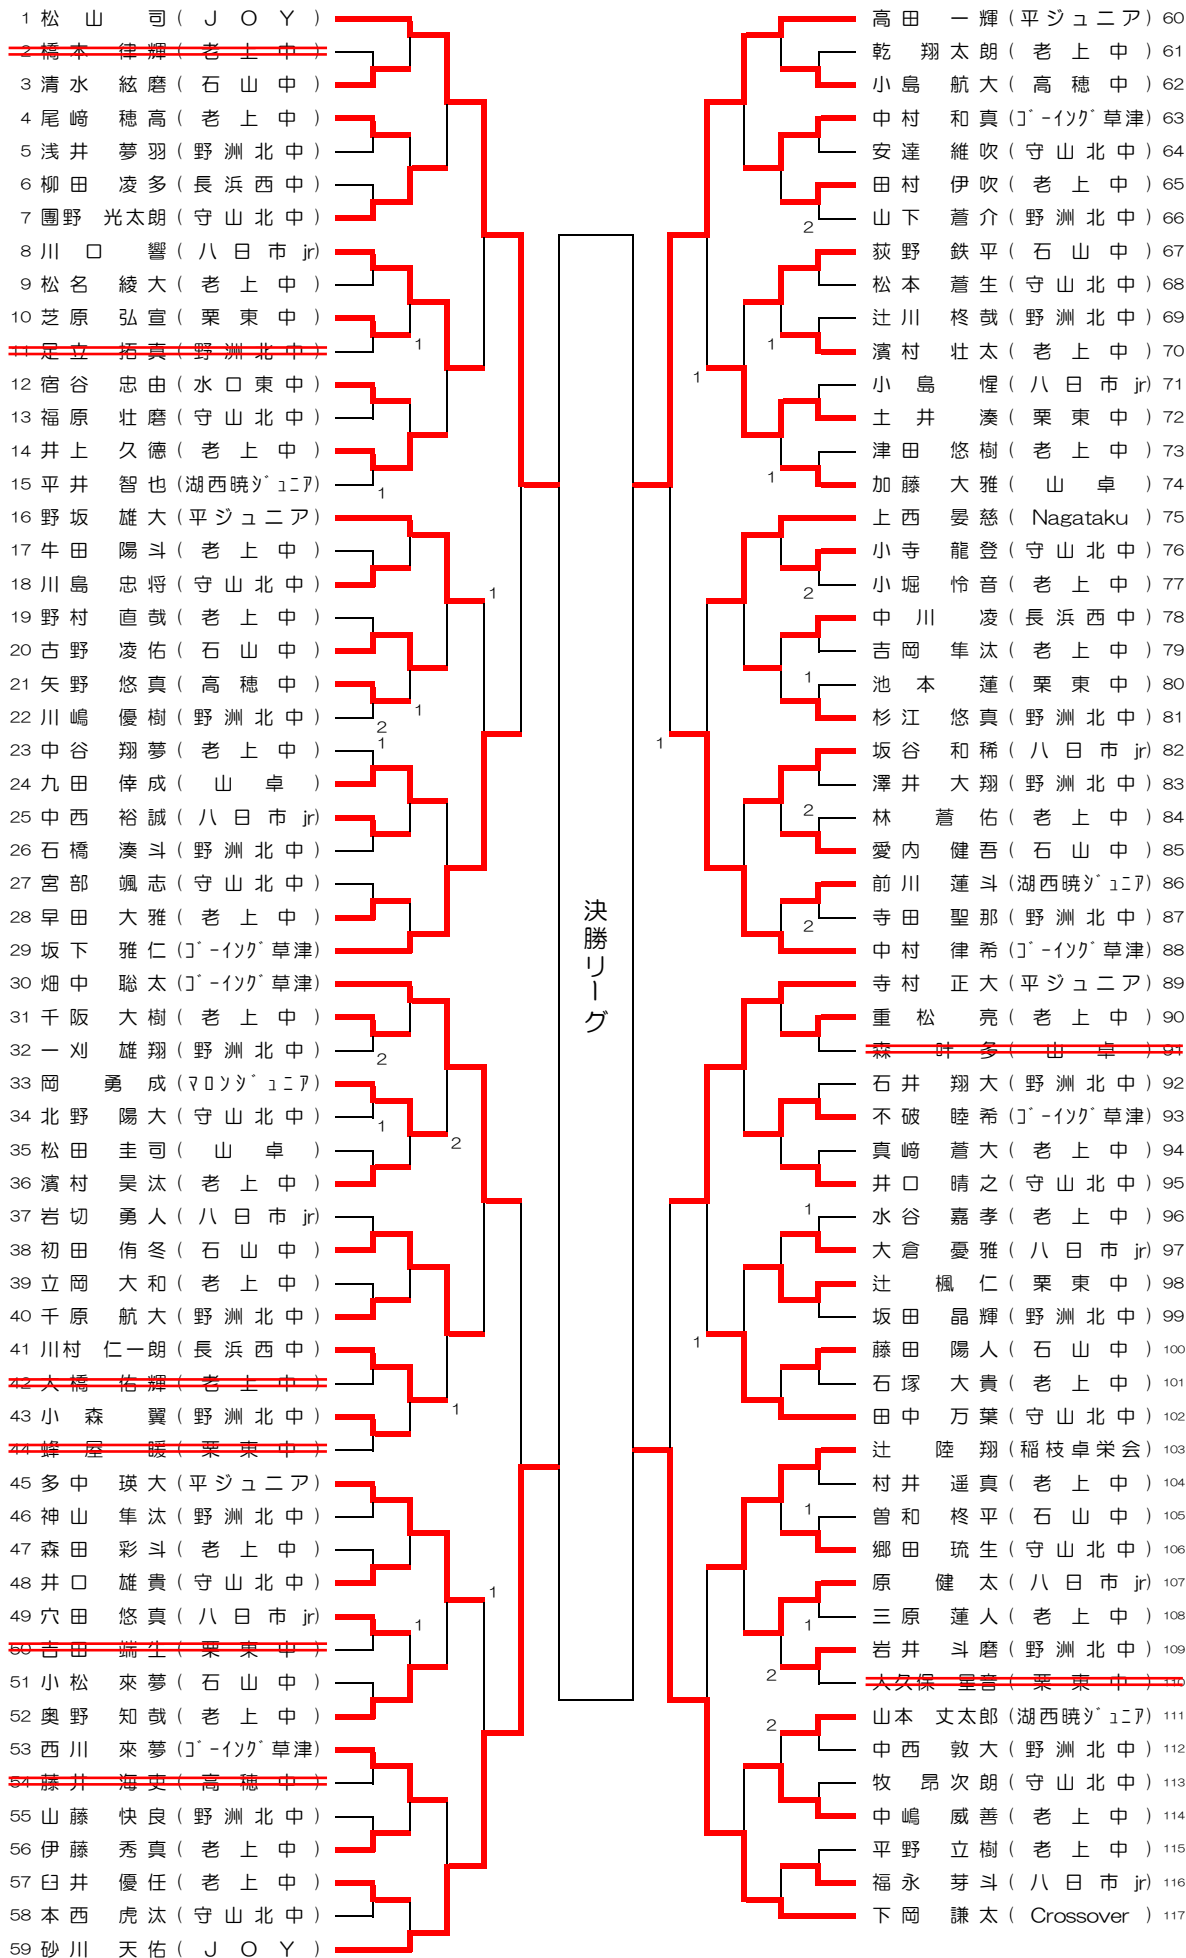 1 松山 司 ( JOY )
2 橋本 律輝 ( 老上中 )
3 清水 絃磨 ( 石山中 )
4 尾﨑 穂高 ( 老上中 )
5 浅井 夢羽 ( 野洲北中 )
6 柳田 凌多 ( 長浜西中 )
7 團野 光太朗 ( 守山北中 )
8 川口 響 ( 八日市jr)
9 松名 綾大 ( 老上中 )
10 芝原 弘宣 ( 栗東中 )
11 足立 拓真 ( 野洲北中 )
12 宿谷 忠由 ( 水口東中 )
13 福原 壮磨 ( 守山北中 )
14 井上 久德 ( 老上中 )
15 平井 智也 (湖西暁ジュニア)
16 野坂 雄大 (平ジュニア)
17 牛田 陽斗 ( 老上中 )
18 川島 忠将 ( 守山北中 )
19 野村 直哉 ( 老上中 )
20 古野 凌佑 ( 石山中 )
21 矢野 悠真 ( 高穂中 )
22 川嶋 優樹 ( 野洲北中 )
23 中谷 翔夢 ( 老上中 )
24 九田 倖成 ( 山卓 )
25 中西 裕誠 ( 八日市jr)
26 石橋 湊斗 ( 野洲北中 )
27 宮部 颯志 ( 守山北中 )
28 早田 大雅 ( 老上中 )
29 坂下 雅仁 (ゴーイング草津)
30 畑中 聡太 (ゴーイング草津)
31 千阪 大樹 ( 老上中 )
32 一刈 雄翔 ( 野洲北中 )
33 岡 勇成 (マロンジュニア)
34 北野 陽大 ( 守山北中 )
35 松田 圭司 ( 山卓 )
36 濱村 昊汰 ( 老上中 )
37 岩切 勇人 ( 八日市jr)
38 初田 侑冬 ( 石山中 )
39 立岡 大和 ( 老上中 )
40 千原 航大 ( 野洲北中 )
41 川村 仁一朗 ( 長浜西中 )
42 大橋 佑輝 ( 老上中 )
43 小森 翼 ( 野洲北中 )
44 蜂屋 暖 ( 栗東中 )
45 多中 瑛大 (平ジュニア)
46 神山 隼汰 ( 野洲北中 )
47 森田 彩斗 ( 老上中 )
48 井口 雄貴 ( 守山北中 )
49 穴田 悠真 ( 八日市jr)
50 吉田 端生 ( 栗東中 )
51 小松 來夢 ( 石山中 )
52 奥野 知哉 ( 老上中 )
53 西川 來夢 (ゴーイング草津)
54 藤井 海吏 ( 高穂中 )
55 山藤 快良 ( 野洲北中 )
56 伊藤 秀真 ( 老上中 )
57 臼井 優任 ( 老上中 )
58 本西 虎汰 ( 守山北中 )
59 砂川 天佑 ( JOY )
1
1
1
1
2
1
2
1
2
1
1
1
決勝リーグ
2
1
1
1
2
1
1
2
2
1
1
1
2
2
高田 一輝 (平ジュニア) 60
乾 翔太朗 ( 老上中 ) 61
小島 航大 ( 高穂中 ) 62
中村 和真 (ゴーイング草津) 63
安達 維吹 ( 守山北中 ) 64
田村 伊吹 ( 老上中 ) 65
山下 蒼介 ( 野洲北中 ) 66
荻野 鉄平 ( 石山中 ) 67
松本 蒼生 ( 守山北中 ) 68
辻川 柊哉 ( 野洲北中 ) 69
濱村 壮太 ( 老上中 ) 70
小島 惺 ( 八日市jr) 71
土井 湊 ( 栗東中 ) 72
津田 悠樹 ( 老上中 ) 73
加藤 大雅 ( 山卓 ) 74
上西 晏慈 ( Nagataku ) 75
小寺 龍登 ( 守山北中 ) 76
小堀 怜音 ( 老上中 ) 77
中川 凌 ( 長浜西中 ) 78
吉岡 隼汰 ( 老上中 ) 79
池本 蓮 ( 栗東中 ) 80
杉江 悠真 ( 野洲北中 ) 81
坂谷 和稀 ( 八日市jr) 82
澤井 大翔 ( 野洲北中 ) 83
林 蒼佑 ( 老上中 ) 84
愛内 健吾 ( 石山中 ) 85
前川 蓮斗 (湖西暁ジュニア) 86
寺田 聖那 ( 野洲北中 ) 87
中村 律希 (ゴーイング草津) 88
寺村 正大 (平ジュニア) 89
重松 亮 ( 老上中 ) 90
森 叶多 ( 山卓 ) 91
石井 翔大 ( 野洲北中 ) 92
不破 睦希 (ゴーイング草津) 93
真﨑 蒼大 ( 老上中 ) 94
井口 晴之 ( 守山北中 ) 95
水谷 嘉孝 ( 老上中 ) 96
大倉 憂雅 ( 八日市jr) 97
辻 楓仁 ( 栗東中 ) 98
坂田 晶輝 ( 野洲北中 ) 99
藤田 陽人 ( 石山中 ) 100
石塚 大貴 ( 老上中 ) 101
田中 万葉 ( 守山北中 ) 102
辻 陸翔 (稲枝卓栄会) 103
村井 遥真 ( 老上中 ) 104
曽和 柊平 ( 石山中 ) 105
郷田 琉生 ( 守山北中 ) 106
原 健太 ( 八日市jr) 107
三原 蓮人 ( 老上中 ) 108
岩井 斗磨 ( 野洲北中 ) 109
大久保 星音 ( 栗東中 ) 110
山本 丈太郎 (湖西暁ジュニア) 111
中西 敦大 ( 野洲北中 ) 112
牧 昂次朗 ( 守山北中 ) 113
中嶋 威善 ( 老上中 ) 114
平野 立樹 ( 老上中 ) 115
福永 芽斗 ( 八日市jr) 116
下岡 謙太 ( Crossover ) 117